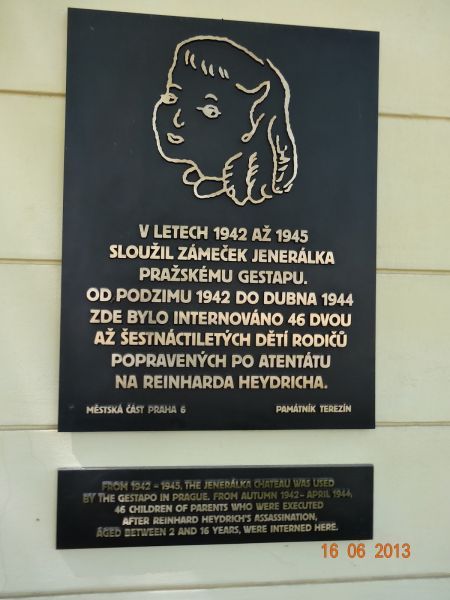 V LETECH 1942 AŽ 1945
SLOUŽIL ZÁMEČEK JENERÁLKA
PRAŽSKÉMU GESTAPU.
OD PODZIMU 1942 DO DUBNA 1944
ZDE BYLO INTERNOVÁNO 46 DVOU
AŽ ŠESTNÁCTILETÝCH DĚTÍ RODIČŮ
POPRAVENÝCH PO ATENTÁTU
NA REINHARDA HEYDRICHA.
MĚSTSKÁ ČÁST PRAHA 6 PAMÁTNÍK TEREZÍN
FROM 1942 – 1945, THE JENERÁLKA CHATEAU WAS USED
BY THE GESTAPO IN PRAGUE. FROM AUTUMN 1942– APRIL 1944,
46 CHILDREN OF PARENTS WHO WERE EXECUTED
AFTER REINHARD HEYDRICH'S ASSASSINATION,
AGED BETWEEN 2 AND 16 YEARS, WERE INTERNED HERE.
16 06 2013